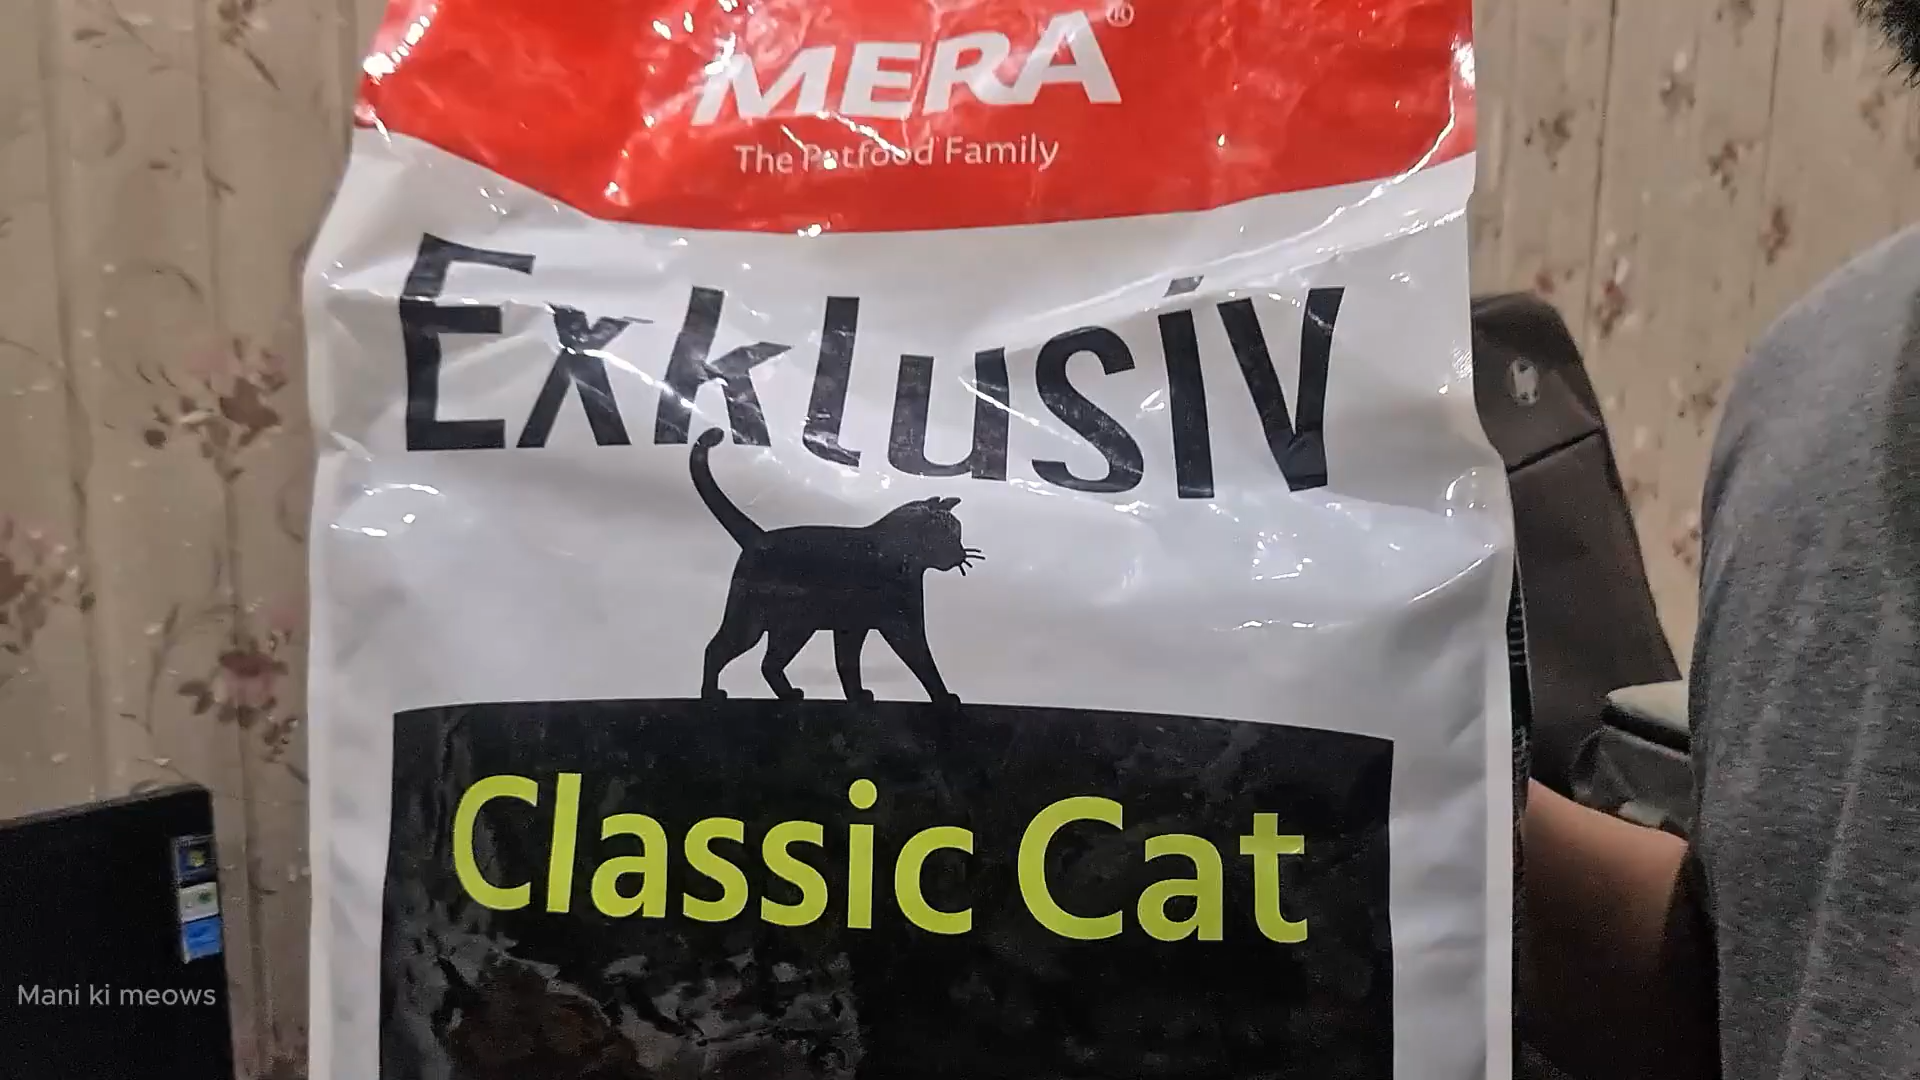 MERA®
The Petfood Family
Exklusiv
Classic Cat
Mani ki meows